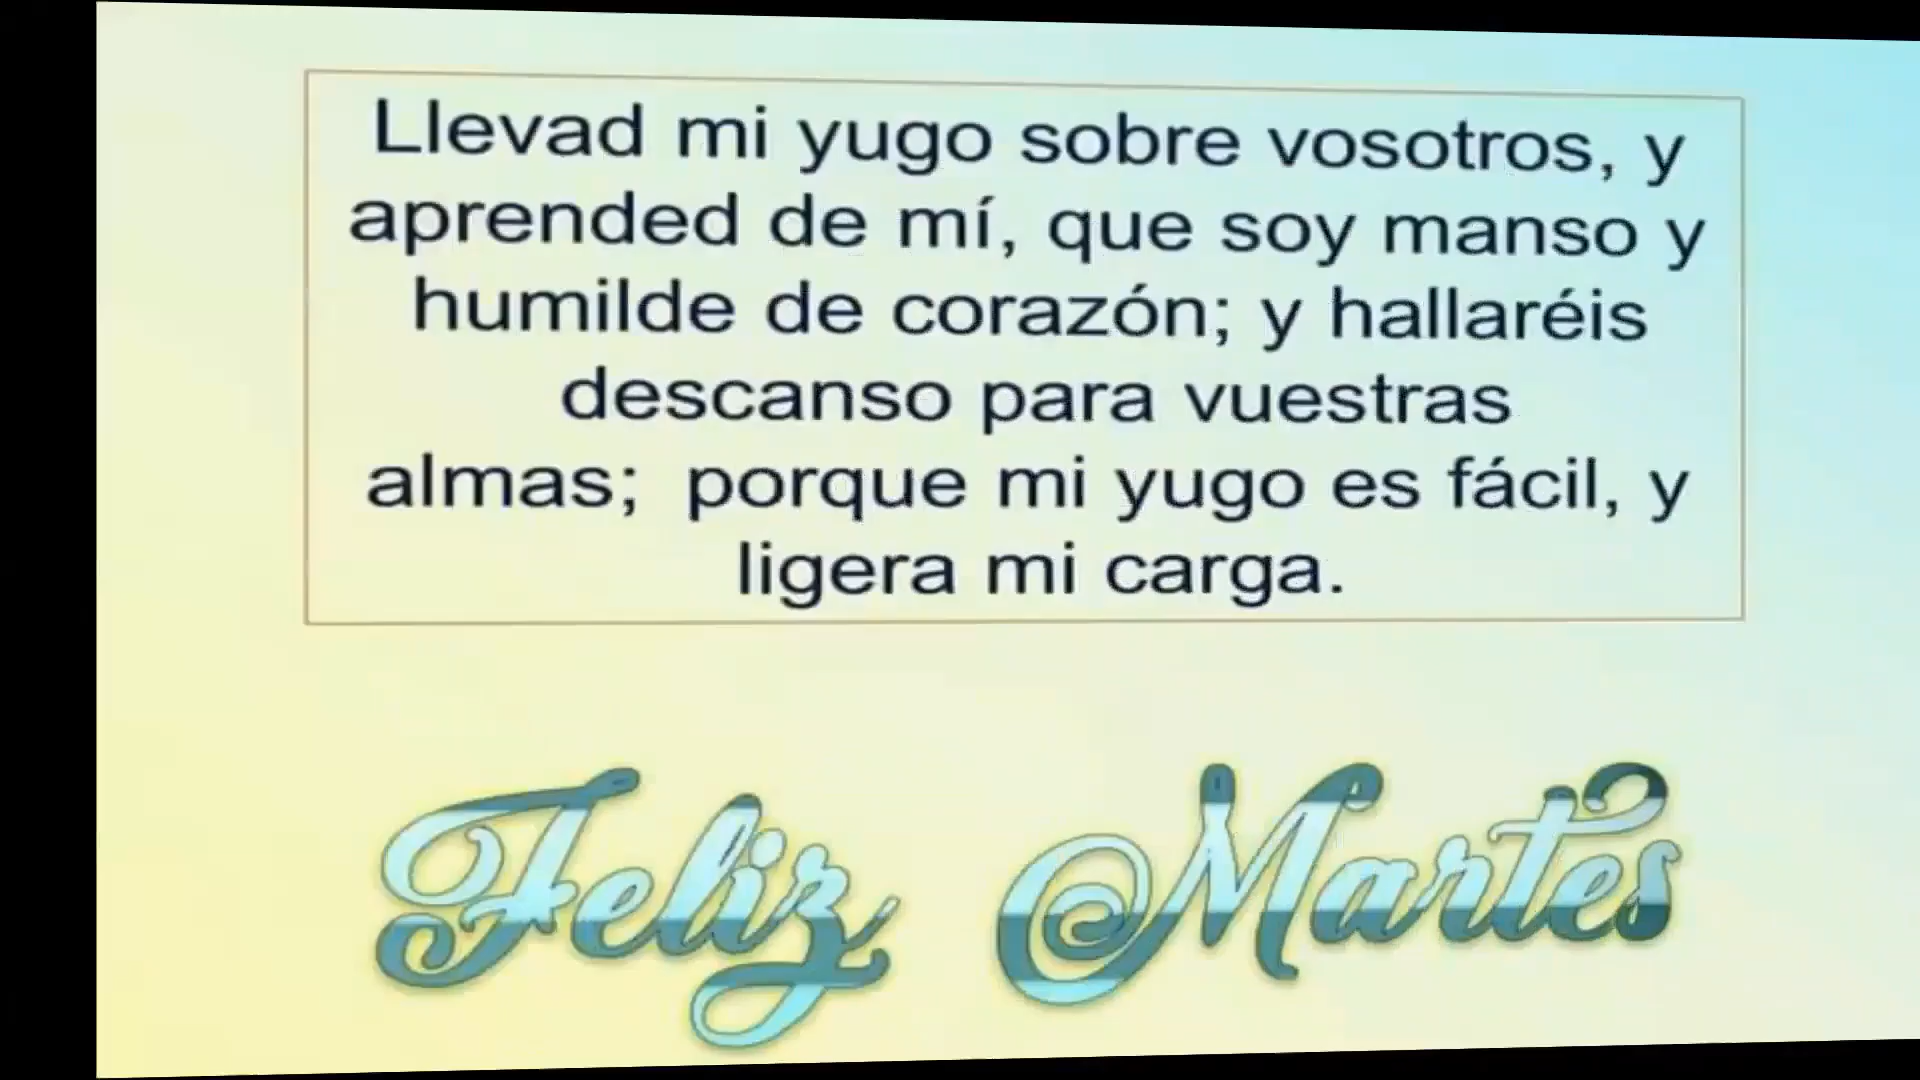 Llevad mi yugo sobre vosotros, y
aprended de mí, que soy manso y
humilde de corazón; y hallaréis
descanso para vuestras
almas;  porque mi yugo es fácil, y
ligera mi carga.
Feliz Martes